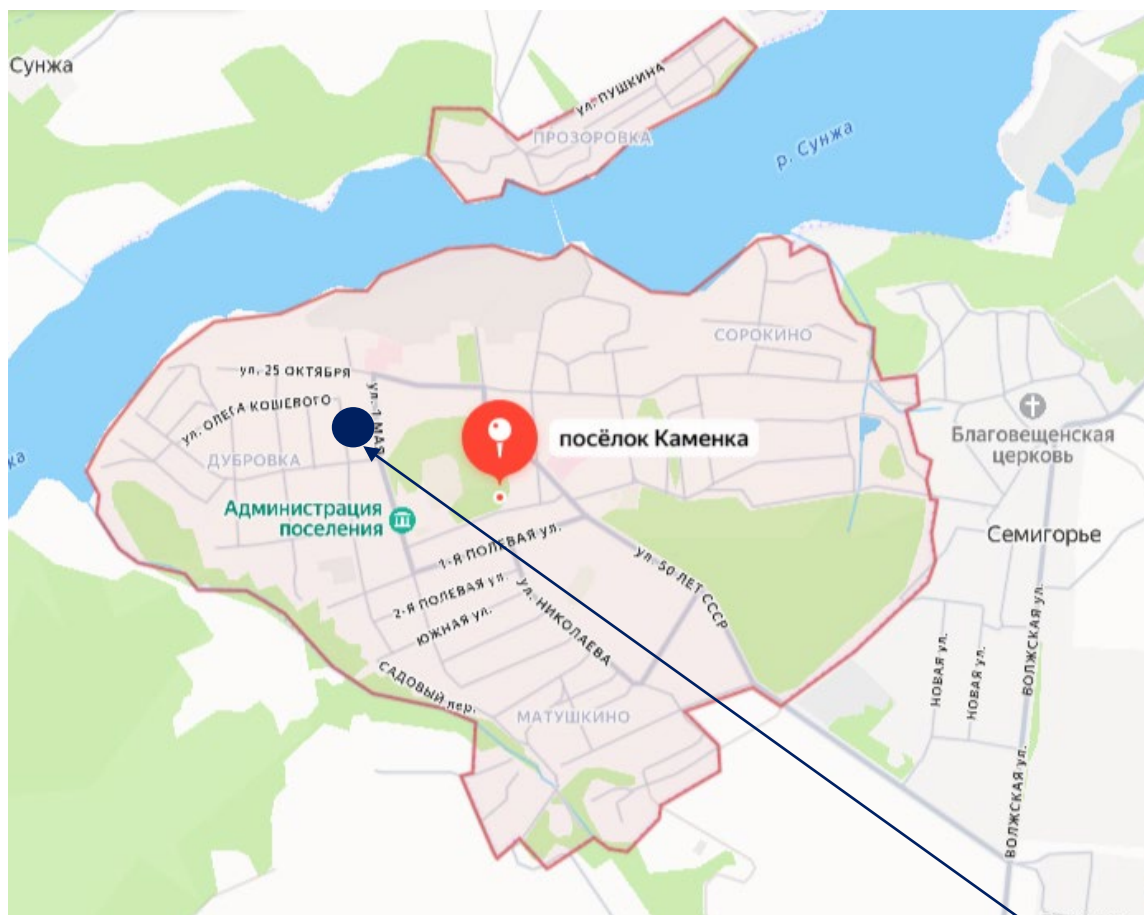 Сунжа
ул. ПУШКИНА
ПРОЗОРОВКА
р. Сунжа
СОРОКИНО
ул. 25 ОКТЯБРЯ
ул. 1 МАЯ
ул. ОЛЕГА КОШЕВОГО
посёлок Каменка
Благовещенская
церковь
ДУБРОВКА
ка
Администрация
поселения
Семигорье
1-Я ПОЛЕВАЯ ул.
2-Я ПОЛЕВАЯ ул.
ЮЖНАЯ ул.
ул. НИКОЛАЕВА
ул. 50 ЛЕТ СССР
САДОВЫЙ пер.
МАТУШКИНО
НОВАЯ ул.
НОВАЯ ул.
ВОЛЖСКАЯ ул.
ВОЛЖСКАЯ ул.